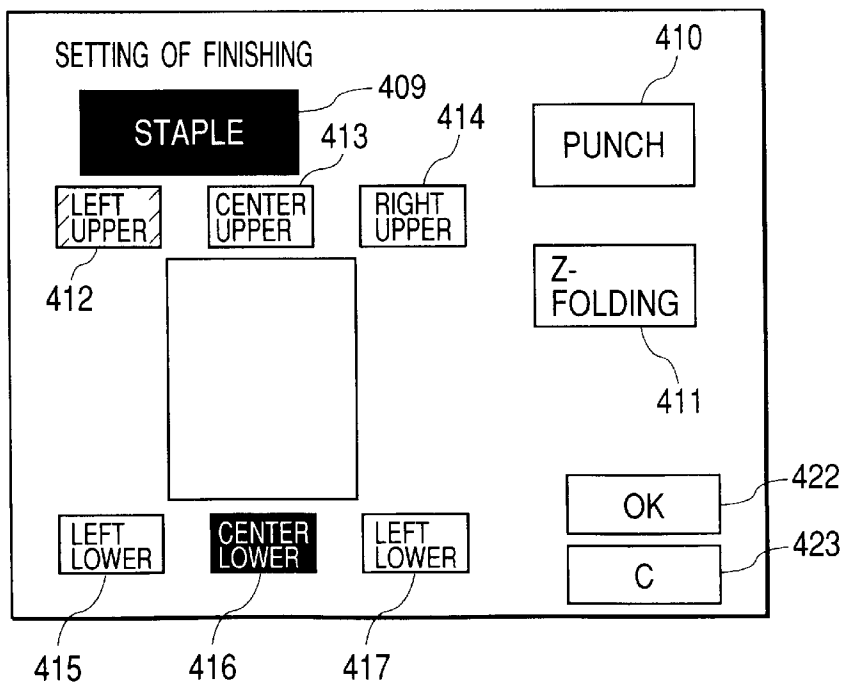 SETTING OF FINISHING
409
410
STAPLE
413
414
PUNCH
LEFT
UPPER
CENTER
UPPER
RIGHT
UPPER
412
Z-
FOLDING
411
422
OK
LEFT
LOWER
CENTER
LOWER
LEFT
LOWER
423
C
415
416
417